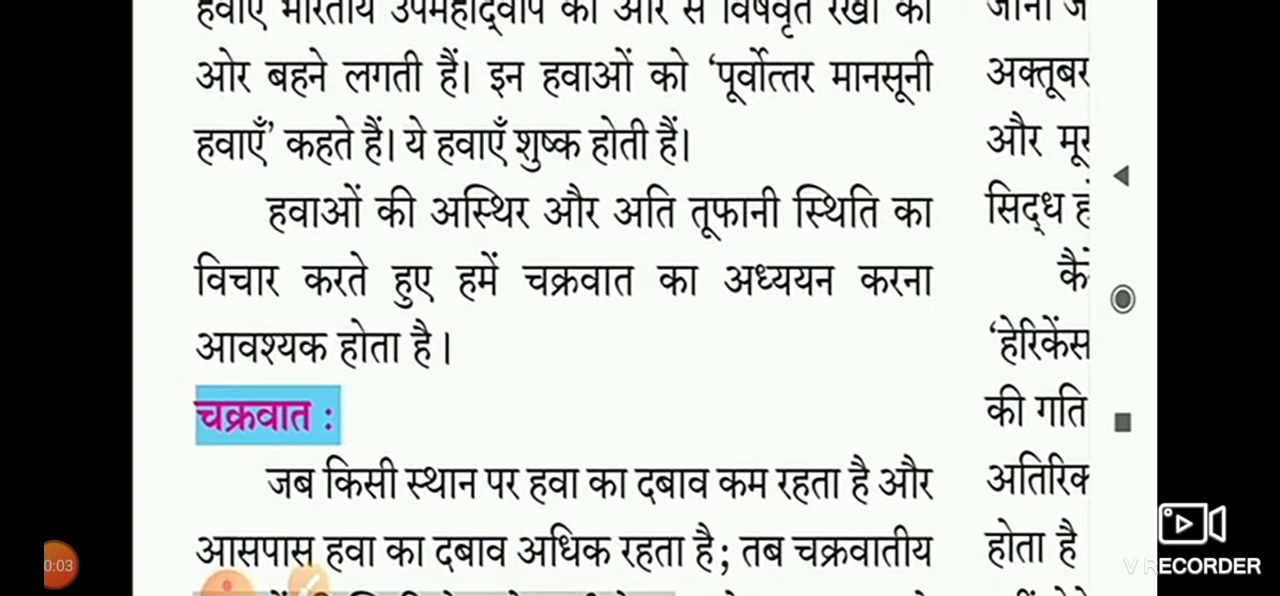 हवाएँ भारतीय उपमहाद्वीप की ओर से विषुवृत्त रेखा की
ओर बहने लगती हैं। इन हवाओं को ‘पूर्वोत्तर मानसूनी
हवाएँ’ कहते हैं। ये हवाएँ शुष्क होती हैं।
हवाओं की अस्थिर और अति तूफानी स्थिति का
विचार करते हुए हमें चक्रवात का अध्ययन करना
आवश्यक होता है।
चक्रवात :
जब किसी स्थान पर हवा का दबाव कम रहता है और
आसपास हवा का दबाव अधिक रहता है; तब चक्रवातीय
अक्तूबर
और
सिद्ध
‘हेरिकेंस
की गति
होता है
0:03
V RECORDER